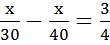 x/30 − x/40 = 3/4